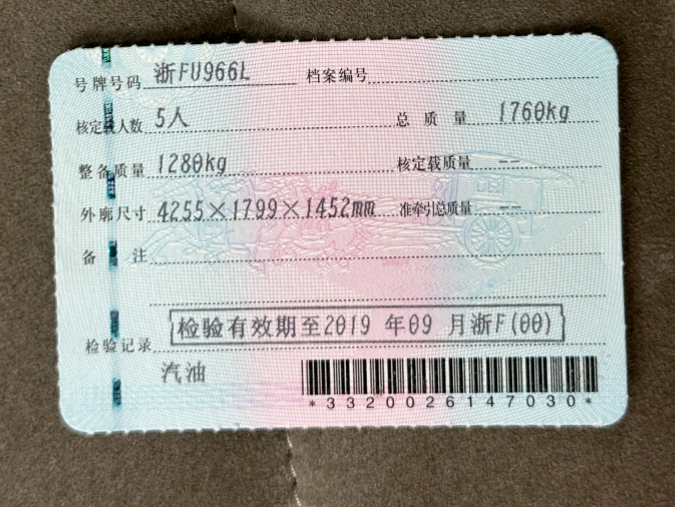 号牌号码 浙FU966L 档案编号
核定载人数 5人 总质量 1760kg
整备质量 1280kg 核定载质量 --
外廓尺寸 4255×1799×1452mm 准牵引总质量 --
备注
检验记录 检验有效期至2019 年09 月浙F(00)
汽油
*3320026147030*